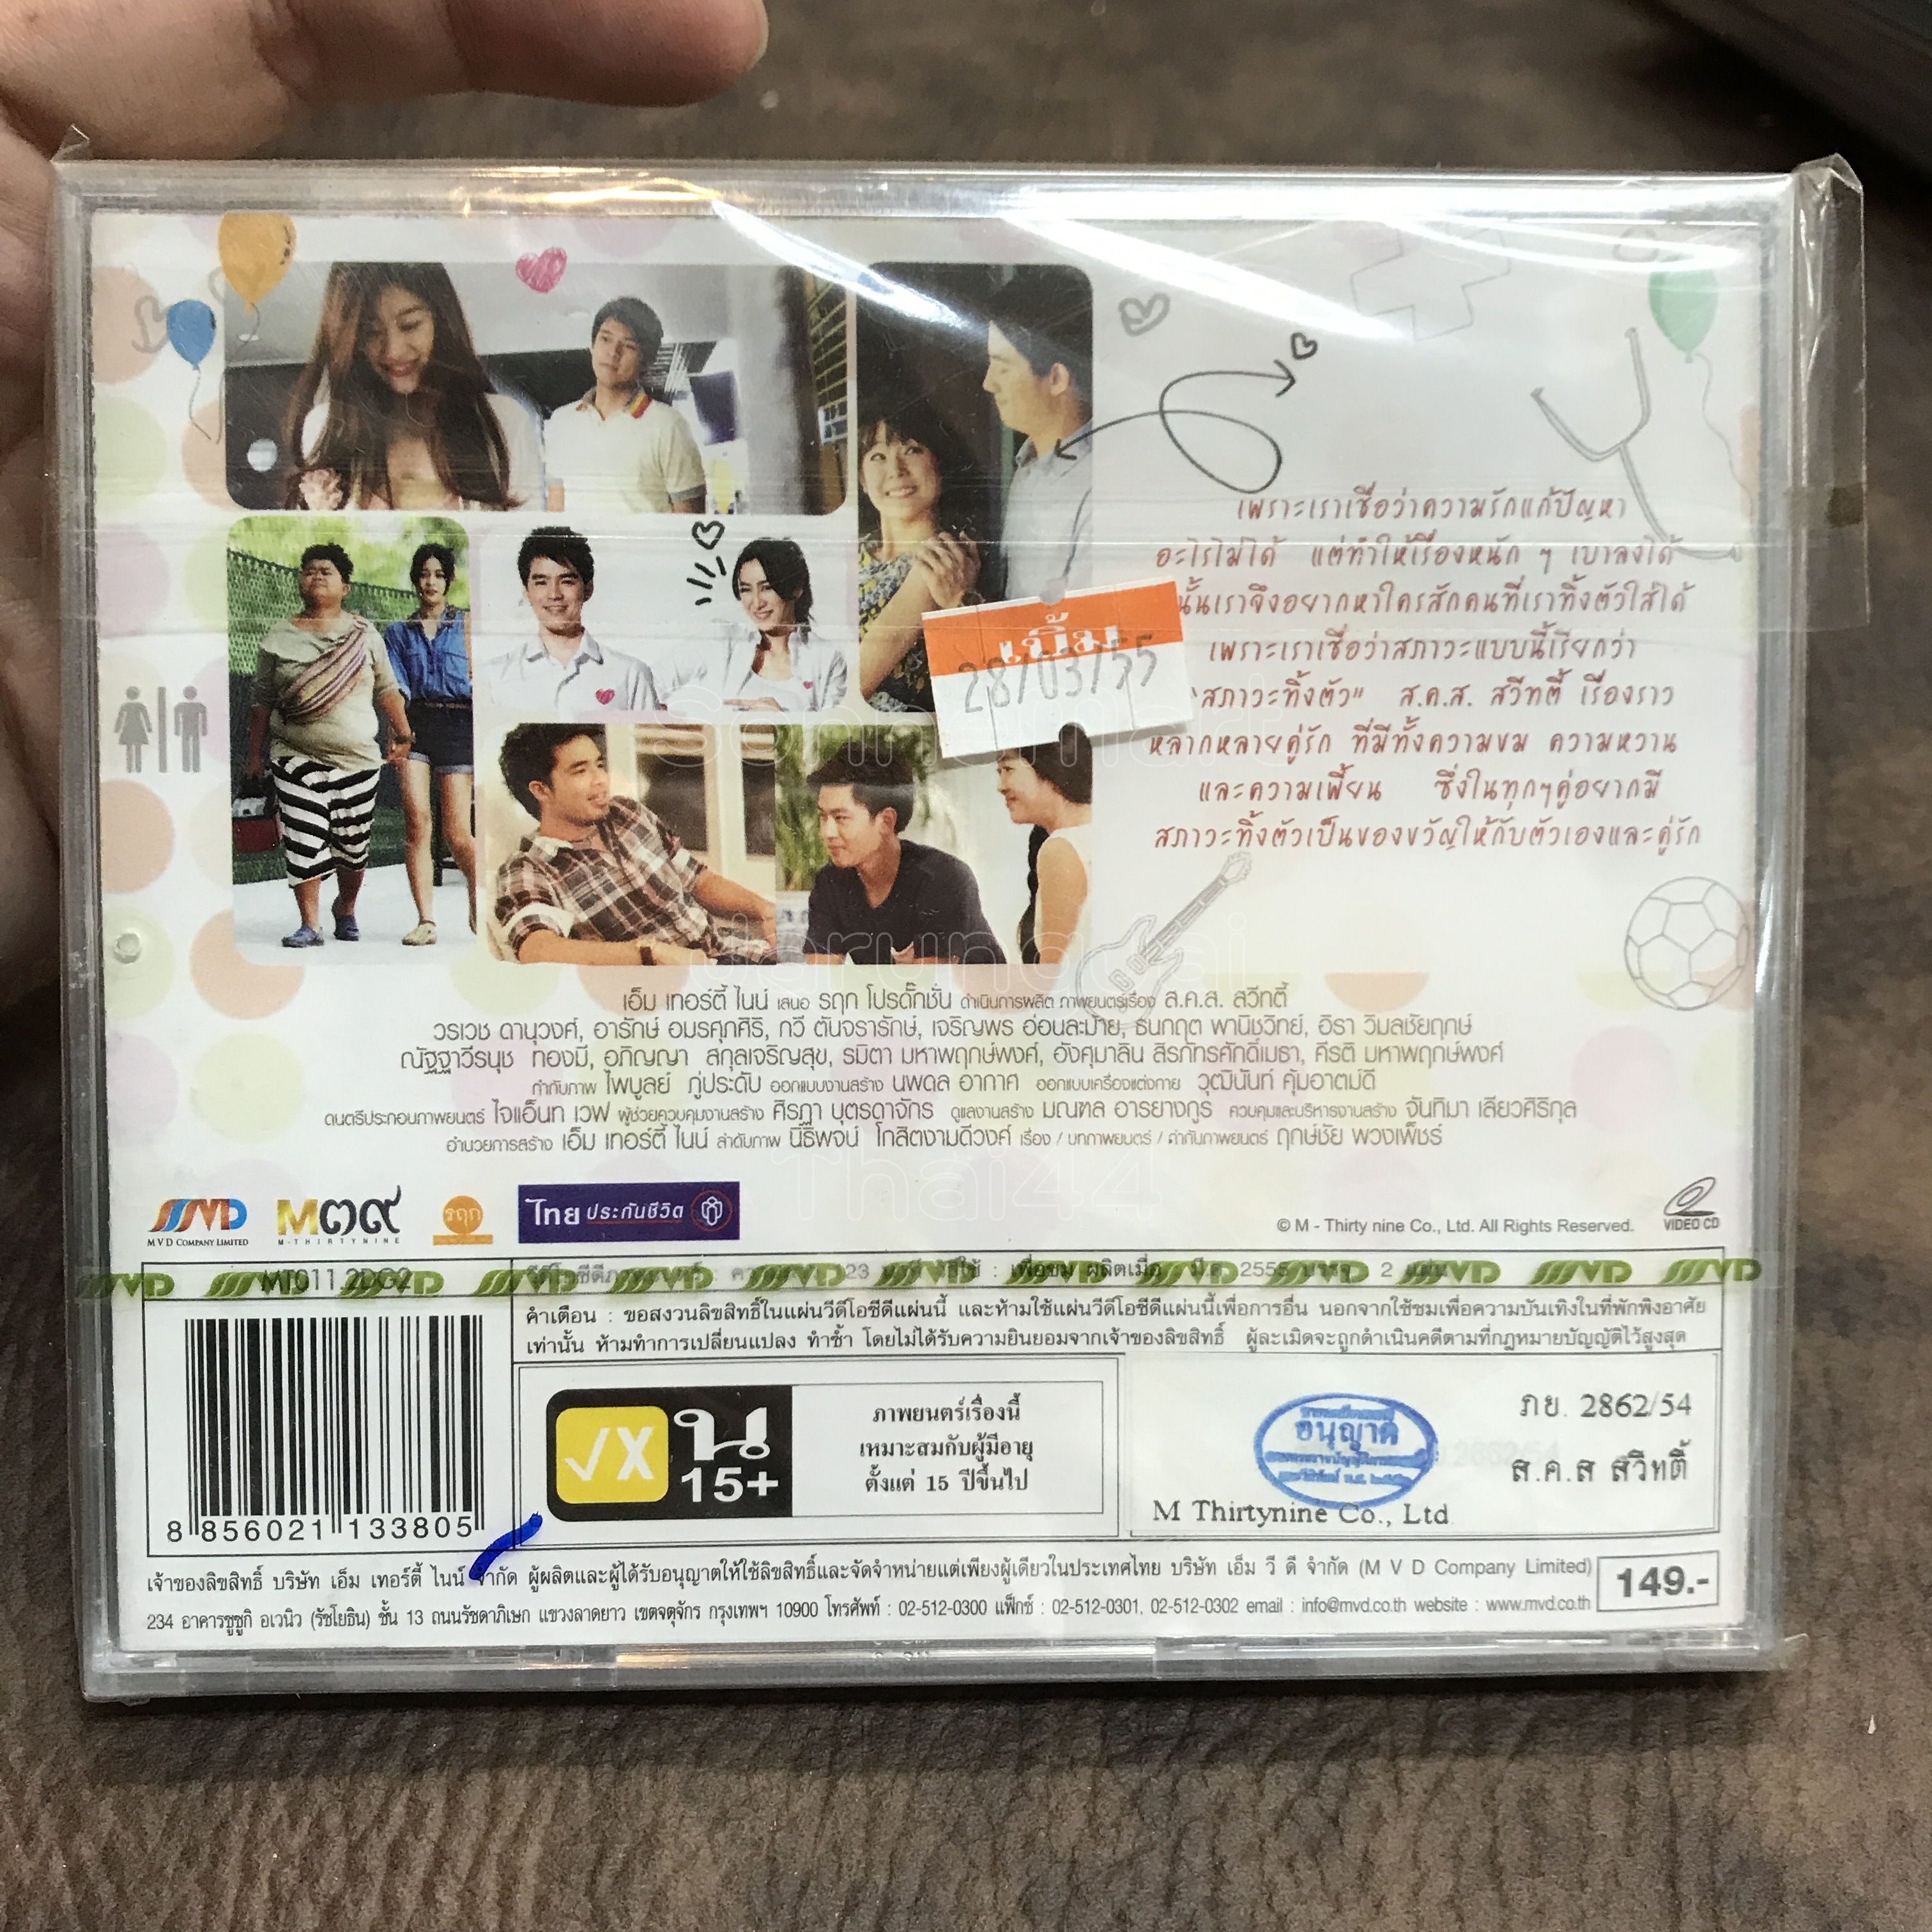 เพราะเราเชื่อว่าความรักแก้ปัญหา
อะไรไม่ได้ แต่ทำให้เรื่องหนัก ๆ เบาลงได้
นั้นเราจึงอยากหาใครสักคนที่เราทิ้งตัวใส่ได้
เพราะเราเชื่อว่าสภาวะแบบนี้เรียกว่า
"สภาวะทิ้งตัว" ส.ค.ส. สวีทตี้ เรื่องราว
หลากหลายคู่รัก ที่มีทั้งความขม ความหวาน
และความเพี้ยน ซึ่งในทุกๆคู่อยากมี
สภาวะทิ้งตัวเป็นของขวัญให้กับตัวเองและคู่รัก
28/03/55
Senhamart
darunggai
Thai44
เอ็ม เทอร์ตี้ ไนน์ เสนอ รฤก โปรดั๊กชั่น ดำเนินการผลิต ภาพยนตร์เรื่อง ส.ค.ส. สวีทตี้
วรเวช ดานุวงศ์, อารักษ์ อมรศุภศิริ, กวี ตันจรารักษ์, เจริญพร อ่อนละม้าย, ธนกฤต พานิชวิทย์, อิรา วิมลชัยฤกษ์
ณัฐฐาวีรนุช ทองมี, อภิญญา สกุลเจริญสุข, รมิตา มหาพฤกษ์พงศ์, อังศุมาลิน สิรภัทรศักดิ์เมธา, คีรติ มหาพฤกษ์พงศ์
กำกับภาพ ไพบูลย์ ภู่ประดับ ออกแบบงานสร้าง นพดล อากาศ ออกแบบเครื่องแต่งกาย วุฒินันท์ คุ้มอาตม์ดี
ดนตรีประกอบภาพยนตร์ ไจแอ็นท เวฟ ผู้ช่วยควบคุมงานสร้าง ศิรฎา บุตรดาจักร ดูแลงานสร้าง มณฑล อารยางกูร ควบคุมและบริหารงานสร้าง จันทิมา เลียวศิริกุล
อำนวยการสร้าง เอ็ม เทอร์ตี้ ไนน์ ลำดับภาพ นิธิพจน์ โกสิตงามดีวงศ์ เรื่อง / บทภาพยนตร์ / กำกับภาพยนตร์ ฤกษ์ชัย พวงเพ็ชร์
MVD
M V D COMPANY LIMITED
M๓๙
M-THIRTYNINE
รฤก
ไทยประกันชีวิต
© M - Thirty nine Co., Ltd. All Rights Reserved.
VIDEO CD
MT011.2DG2
เพื่อชม ผลิตเมื่อ 2555 2 แผ่น
MVD MVD MVD MVD MVD MVD MVD MVD MVD MVD MVD MVD MVD
คำเตือน : ขอสงวนลิขสิทธิ์ในแผ่นวีดีโอซีดีแผ่นนี้ และห้ามใช้แผ่นวีดีโอซีดีแผ่นนี้เพื่อการอื่น นอกจากใช้ชมเพื่อความบันเทิงในที่พักพิงอาศัย
เท่านั้น ห้ามทำการเปลี่ยนแปลง ทำซ้ำ โดยไม่ได้รับความยินยอมจากเจ้าของลิขสิทธิ์ ผู้ละเมิดจะถูกดำเนินคดีตามที่กฎหมายบัญญัติไว้สูงสุด
8 856021 133805
√X น 15+
ภาพยนตร์เรื่องนี้
เหมาะสมกับผู้มีอายุ
ตั้งแต่ 15 ปีขึ้นไป
อนุญาต
ภย. 2862/54
ส.ค.ส สวีทตี้
M Thirtynine Co., Ltd
เจ้าของลิขสิทธิ์ บริษัท เอ็ม เทอร์ตี้ ไนน์ จำกัด ผู้ผลิตและผู้ได้รับอนุญาตให้ใช้ลิขสิทธิ์และจัดจำหน่ายแต่เพียงผู้เดียวในประเทศไทย บริษัท เอ็ม วี ดี จำกัด (M V D Company Limited)
234 อาคารซูซูกิ อเวนิว (รัชโยธิน) ชั้น 13 ถนนรัชดาภิเษก แขวงลาดยาว เขตจตุจักร กรุงเทพฯ 10900 โทรศัพท์ : 02-512-0300 แฟ็กซ์ : 02-512-0301, 02-512-0302 email : info@mvd.co.th website : www.mvd.co.th
149.-